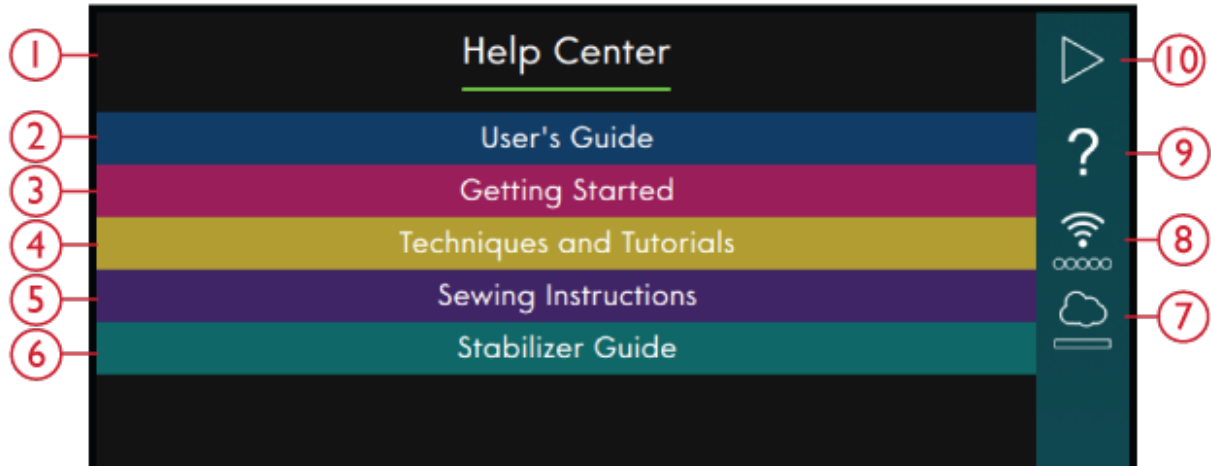 1
Help Center
10
2
User's Guide
?
9
3
Getting Started
4
Techniques and Tutorials
8
5
Sewing Instructions
7
6
Stabilizer Guide